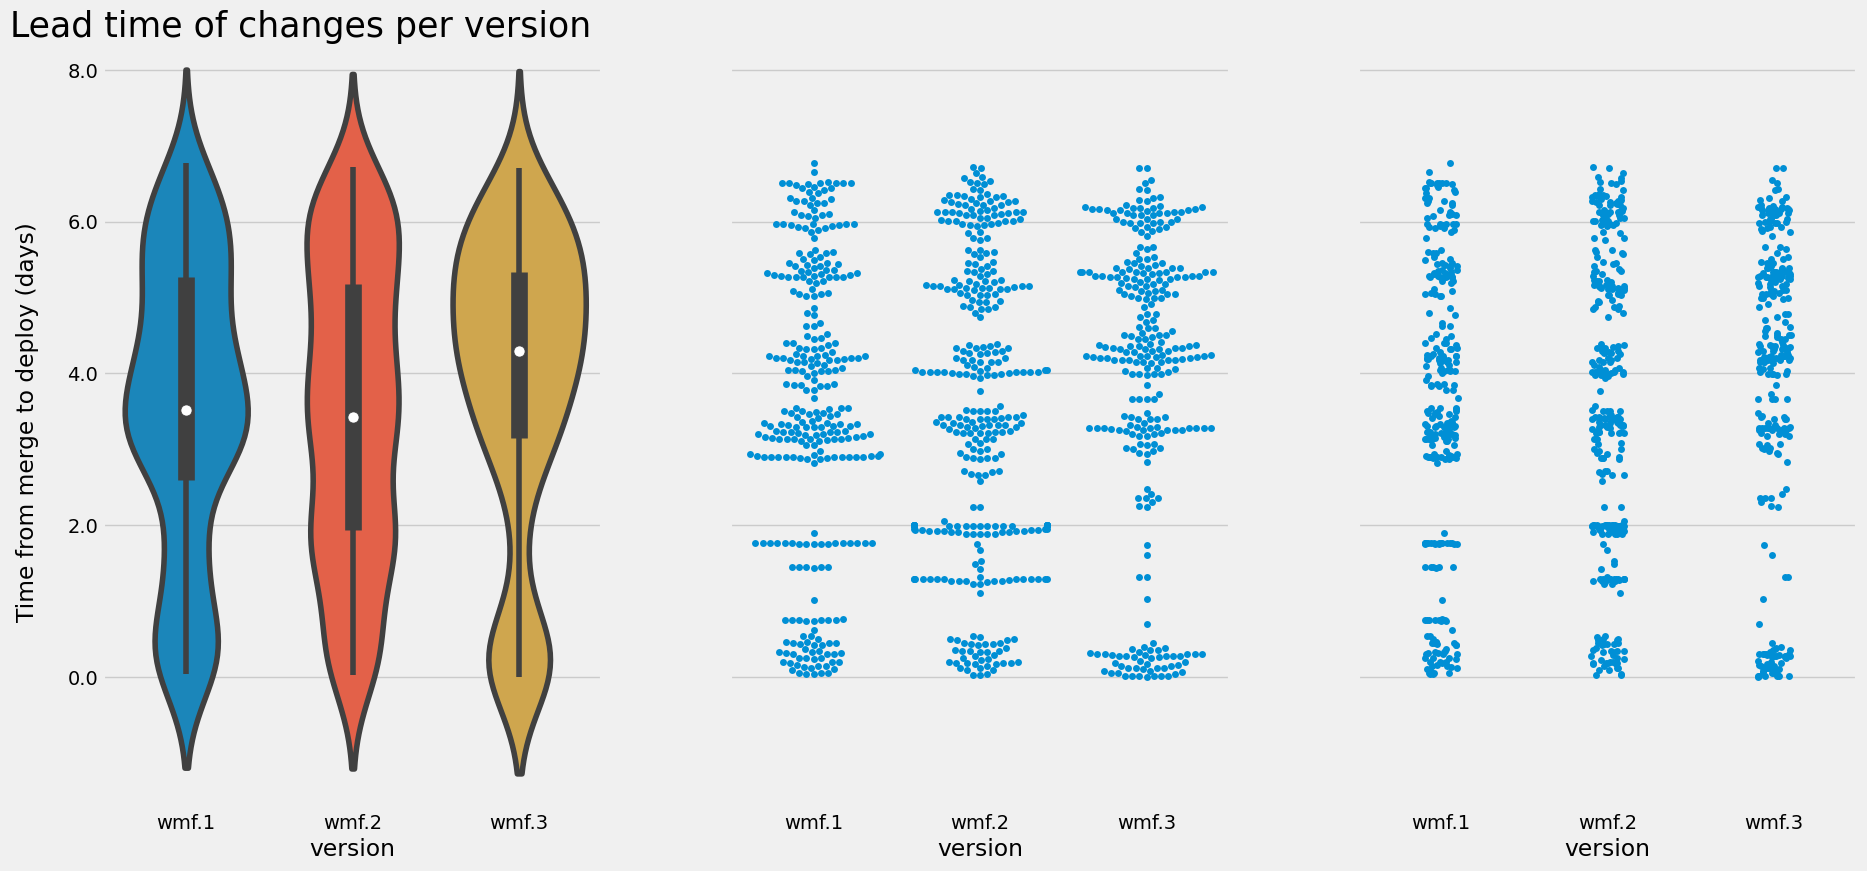 Lead time of changes per version
Time from merge to deploy (days)
8.0
6.0
4.0
2.0
0.0
wmf.1 wmf.2 wmf.3
version
wmf.1 wmf.2 wmf.3
version
wmf.1 wmf.2 wmf.3
version